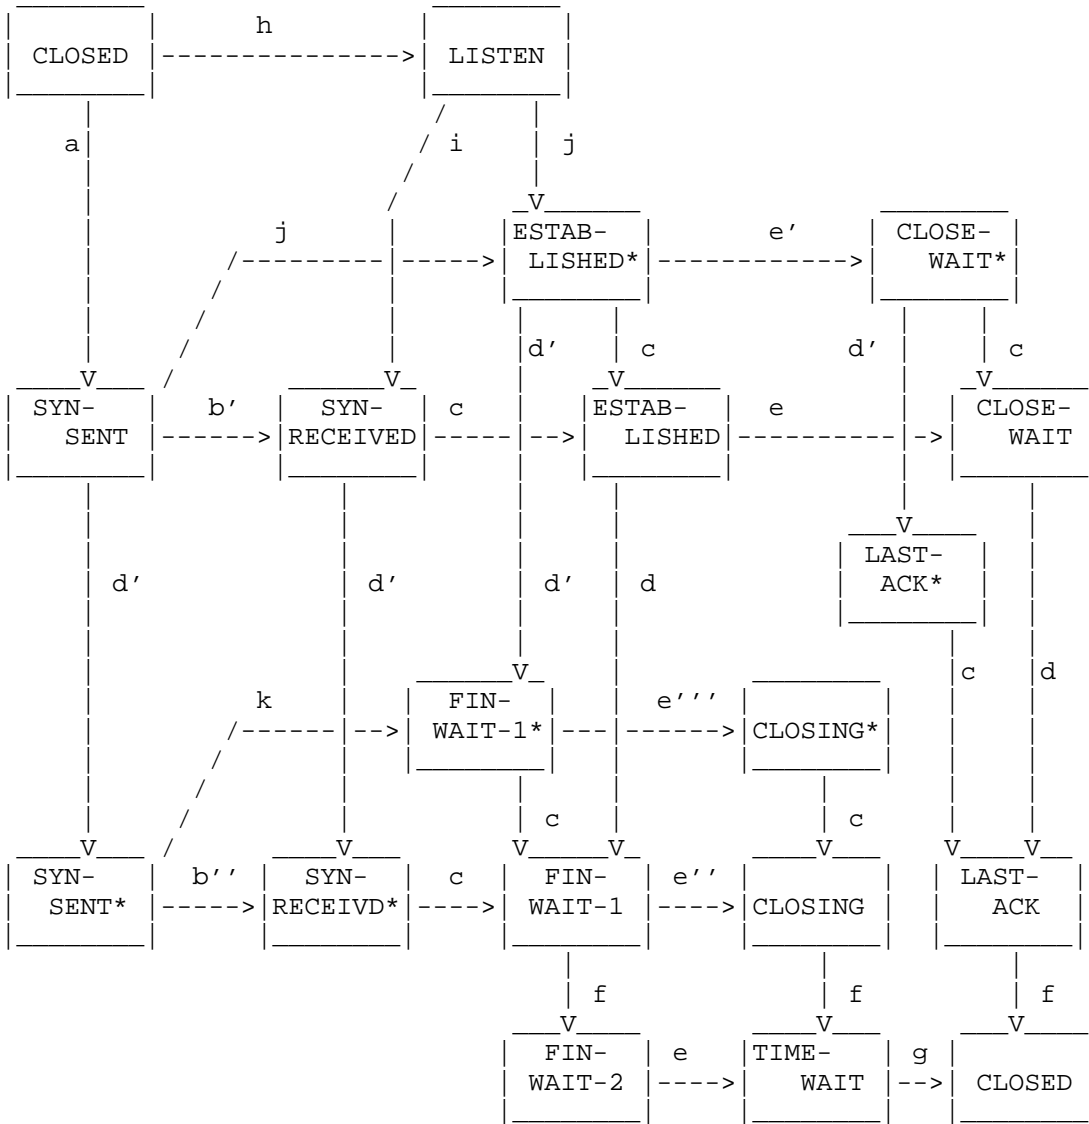 h
CLOSED LISTEN
a i j
j ESTAB- e' CLOSE-
LISHED* WAIT*
d' c d' c
SYN- b' SYN- c ESTAB- e CLOSE-
SENT RECEIVED LISHED WAIT
LAST-
d' d' d' d ACK*
c d
k FIN- e'''
WAIT-1* CLOSING*
c c
SYN- b'' SYN- c FIN- e'' LAST-
SENT* RECEIVD* WAIT-1 CLOSING ACK
f f f
FIN- e TIME- g
WAIT-2 WAIT CLOSED